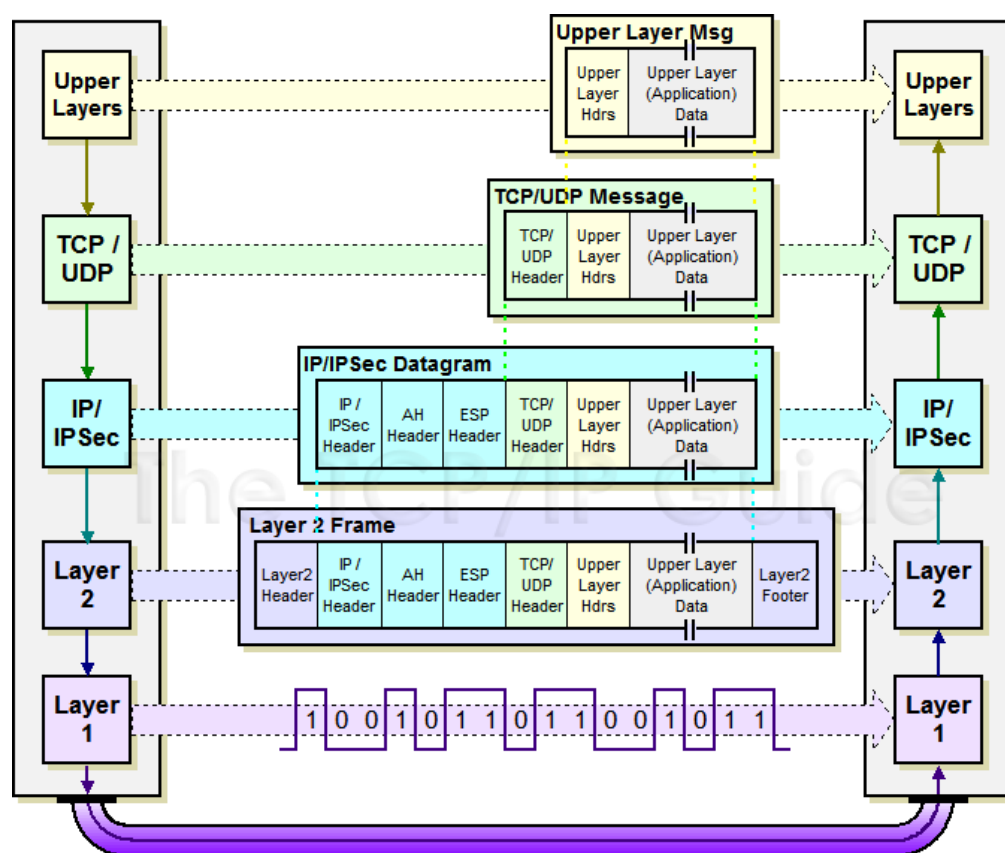 Upper Layer Msg
Upper
Layers
Upper
Layer
Hdrs
Upper Layer
(Application)
Data
Upper
Layers
TCP/UDP Message
TCP /
UDP
TCP/
UDP
Header
Upper
Layer
Hdrs
Upper Layer
(Application)
Data
TCP /
UDP
IP/IPSec Datagram
IP/
IPSec
IP /
IPSec
Header
AH
Header
ESP
Header
TCP/
UDP
Header
Upper
Layer
Hdrs
Upper Layer
(Application)
Data
IP/
IPSec
The TCP/IP Guide
Layer 2 Frame
Layer
2
Layer2
Header
IP /
IPSec
Header
AH
Header
ESP
Header
TCP/
UDP
Header
Upper
Layer
Hdrs
Upper Layer
(Application)
Data
Layer2
Footer
Layer
2
Layer
1
1 0 0 1 0 1 1 0 1 1 0 0 1 0 1 1
Layer
1